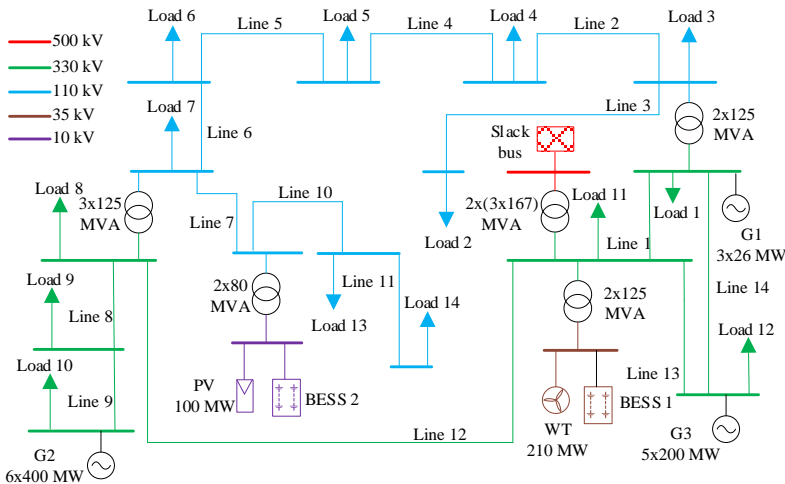 500 kV
330 kV
110 kV
35 kV
10 kV
Load 6
Line 5
Load 5
Line 4
Load 4
Line 2
Load 3
Load 7
Line 6
Line 3
2x125
MVA
Slack
bus
Load 8
3x125
MVA
Line 7
Line 10
Load 2
2x(3x167)
MVA
Load 11
Load 1
G1
3x26 MW
Line 1
Load 9
Line 8
2x80
MVA
Line 11
Load 13
Load 14
2x125
MVA
Line 14
Load 12
Load 10
Line 9
PV
100 MW
BESS 2
WT
210 MW
BESS 1
Line 13
G2
6x400 MW
Line 12
G3
5x200 MW